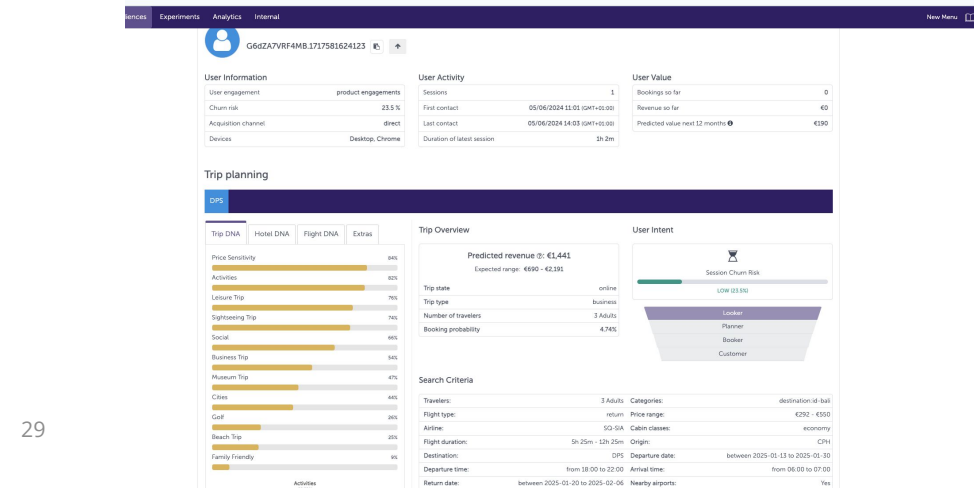 iences Experiments Analytics Internal New Menu
G6dZA7VRF4MB.1717581624123
User Information
User engagement product engagements
Churn risk 23.5 %
Acquisition channel direct
Devices Desktop, Chrome
User Activity
Sessions 1
First contact 05/06/2024 11:01 (GMT+01:00)
Last contact 05/06/2024 14:03 (GMT+01:00)
Duration of latest session 1h 2m
User Value
Bookings so far 0
Revenue so far €0
Predicted value next 12 months €190
Trip planning
DPS
Trip DNA Hotel DNA Flight DNA Extras
Price Sensitivity 84%
Activities 82%
Leisure Trip 76%
Sightseeing Trip 74%
Social 66%
Business Trip 54%
Museum Trip 47%
Cities 44%
Golf 26%
Beach Trip 25%
Family Friendly 9%
Activities
Trip Overview
Predicted revenue : €1,441
Expected range: €690 - €2,191
Trip state online
Trip type business
Number of travelers 3 Adults
Booking probability 4.74%
User Intent
Session Churn Risk
LOW (23.5%)
Looker
Planner
Booker
Customer
Search Criteria
Travelers: 3 Adults Categories: destination:id-bali
Flight type: return Price range: €292 - €550
Airline: SQ-SIA Cabin classes: economy
Flight duration: 5h 25m - 12h 25m Origin: CPH
Destination: DPS Departure date: between 2025-01-13 to 2025-01-30
Departure time: from 18:00 to 22:00 Arrival time: from 06:00 to 07:00
Return date: between 2025-01-20 to 2025-02-06 Nearby airports: Yes
29